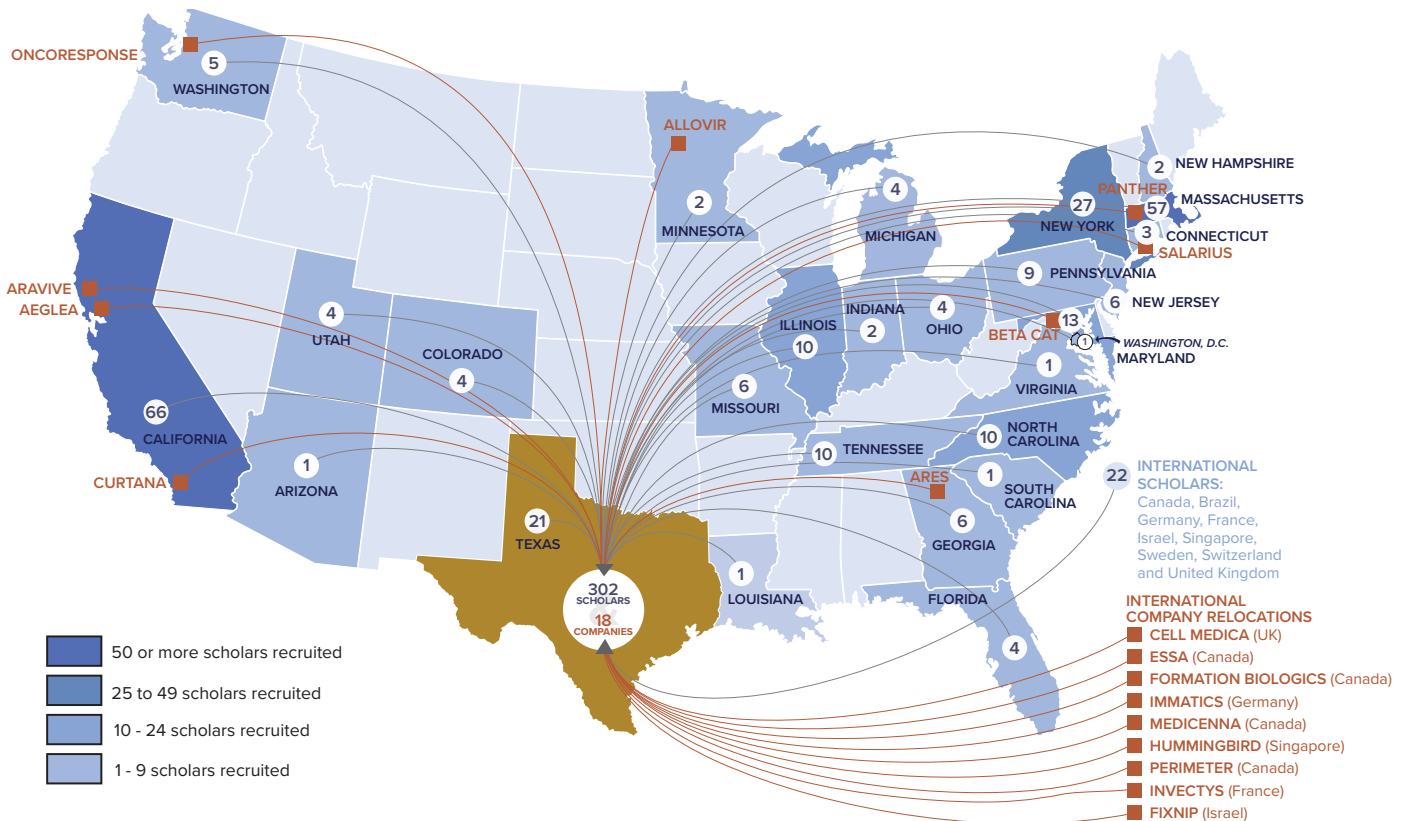 ONCORESPONSE
5
WASHINGTON
ALLOVIR
2
MINNESOTA
4
MICHIGAN
2
NEW HAMPSHIRE
PANTHER
27
NEW YORK
57
MASSACHUSETTS
3
CONNECTICUT
SALARIUS
9
PENNSYLVANIA
6
NEW JERSEY
ARAVIVE
AEGLEA
4
UTAH
COLORADO
4
ILLINOIS
10
INDIANA
2
4
OHIO
BETA CAT
13
1
WASHINGTON, D.C.
MARYLAND
1
VIRGINIA
6
MISSOURI
66
CALIFORNIA
CURTANA
1
ARIZONA
10
TENNESSEE
10
NORTH
CAROLINA
ARES
1
SOUTH
CAROLINA
6
GEORGIA
21
TEXAS
1
LOUISIANA
FLORIDA
4
302
SCHOLARS
&
18
COMPANIES
22
INTERNATIONAL
SCHOLARS:
Canada, Brazil,
Germany, France,
Israel, Singapore,
Sweden, Switzerland
and United Kingdom
INTERNATIONAL
COMPANY RELOCATIONS
CELL MEDICA (UK)
ESSA (Canada)
FORMATION BIOLOGICS (Canada)
IMMATICS (Germany)
MEDICENNA (Canada)
HUMMINGBIRD (Singapore)
PERIMETER (Canada)
INVECTYS (France)
FIXNIP (Israel)
50 or more scholars recruited
25 to 49 scholars recruited
10 - 24 scholars recruited
1 - 9 scholars recruited